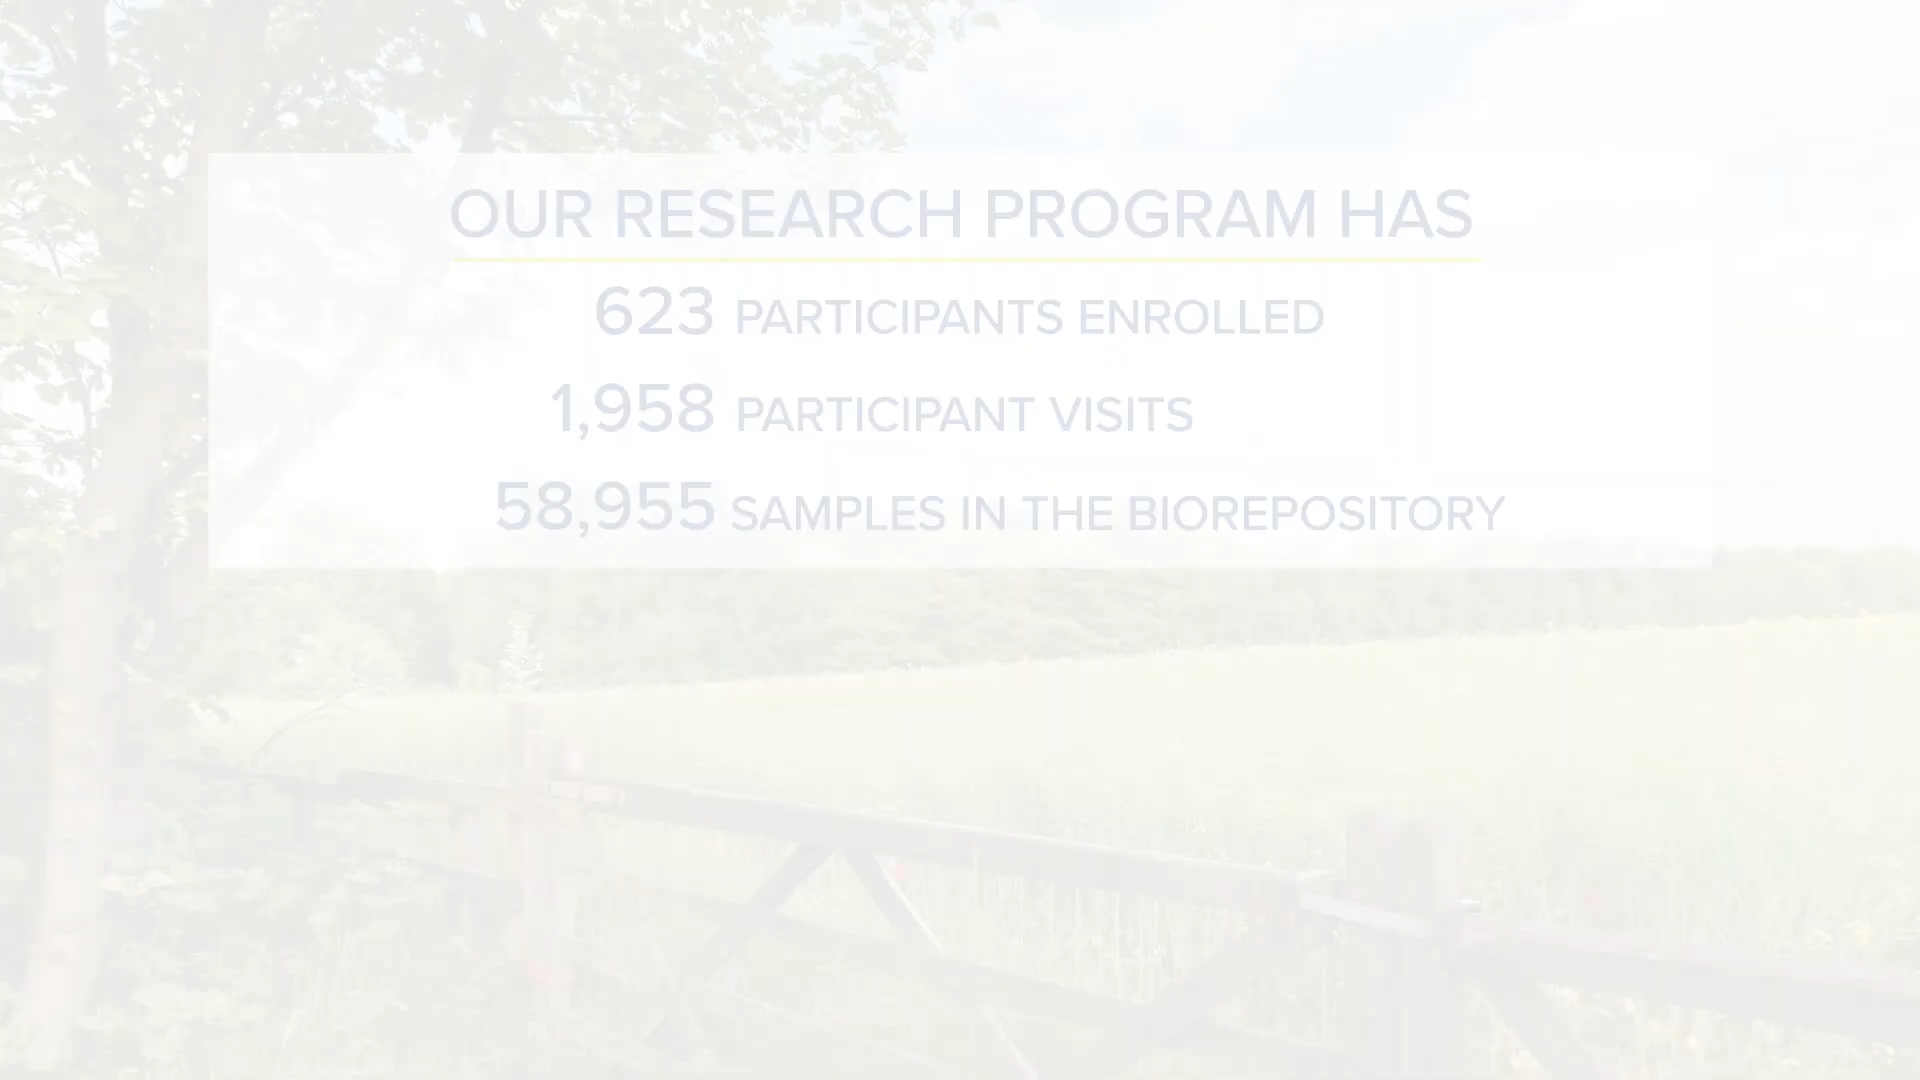 OUR RESEARCH PROGRAM HAS
623 PARTICIPANTS ENROLLED
1,958 PARTICIPANT VISITS
58,955 SAMPLES IN THE BIOREPOSITORY